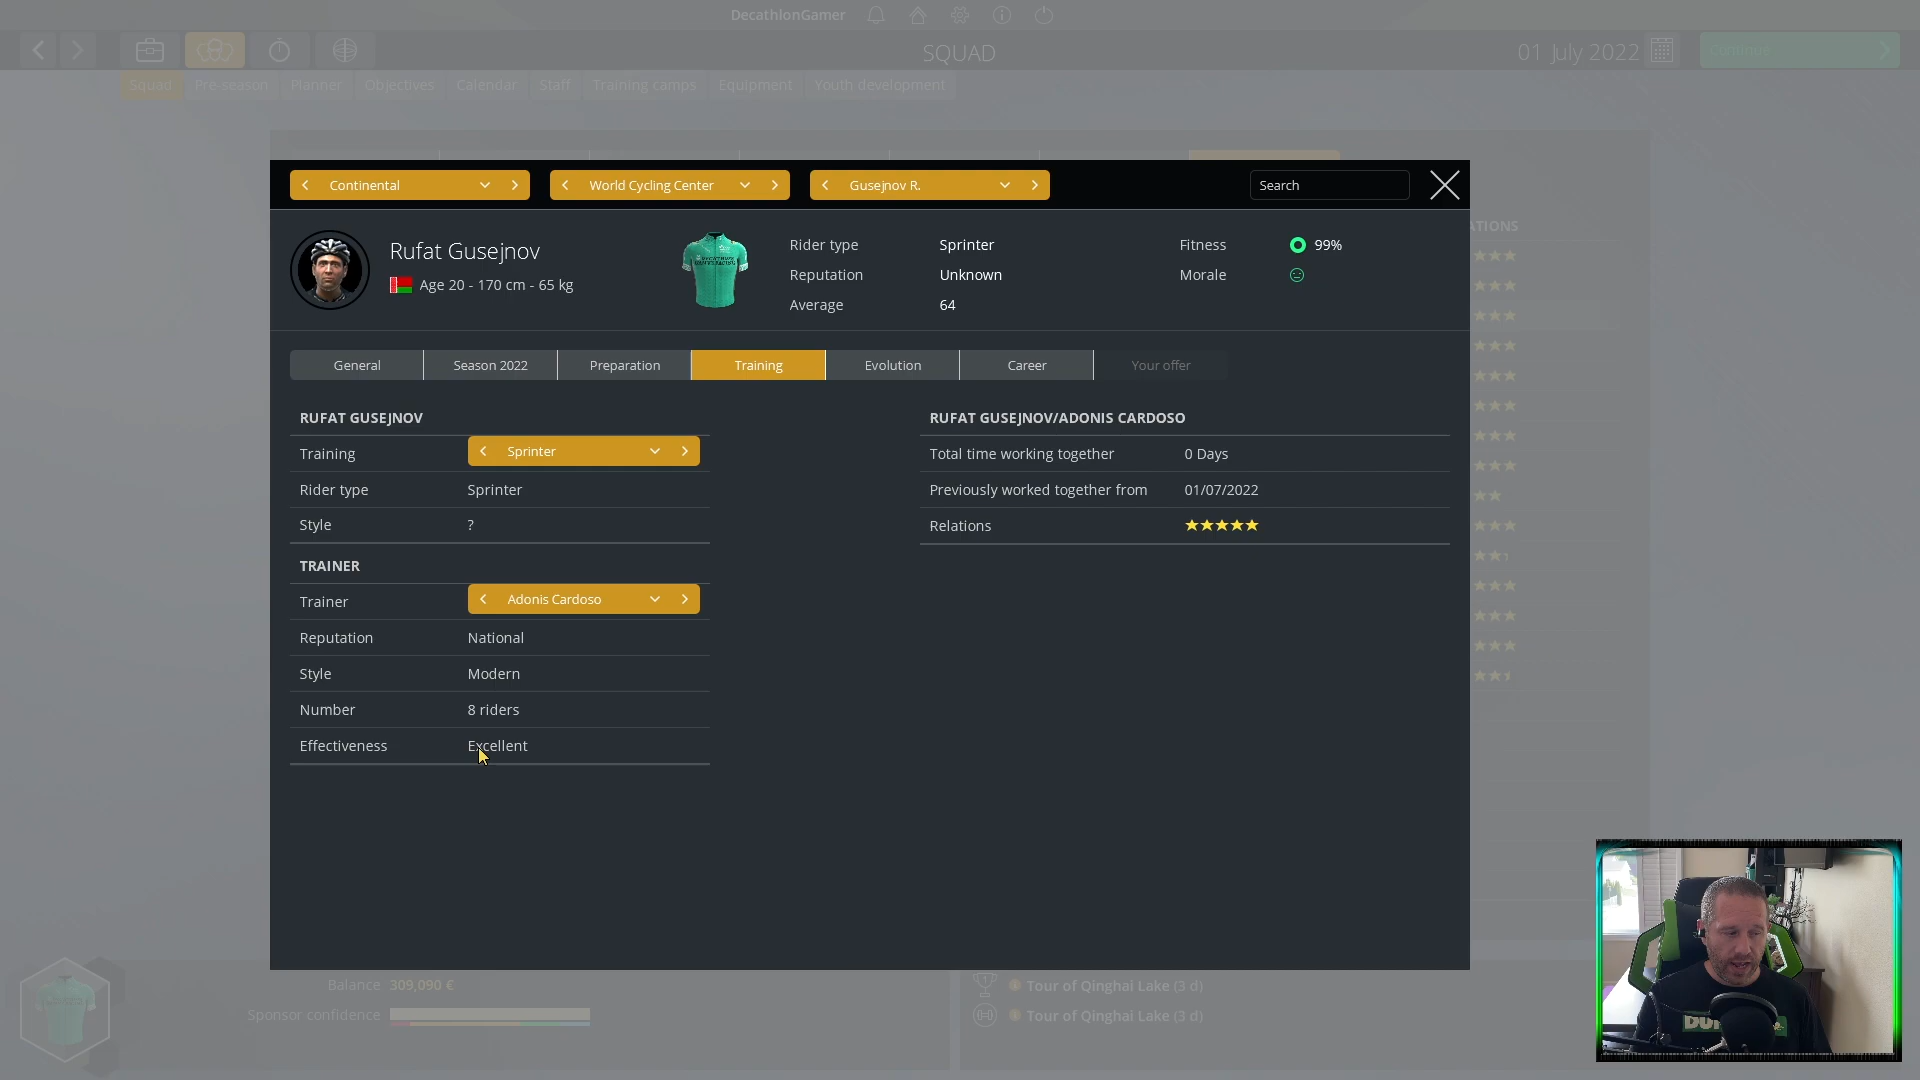 DecathlonGamer
SQUAD
01 July 2022
Continue
Squad
Pre-season
Planner
Objectives
Calendar
Staff
Training camps
Equipment
Youth development
Continental
World Cycling Center
Gusejnov R.
Search
Rufat Gusejnov
Age 20 - 170 cm - 65 kg
Rider type Sprinter
Reputation Unknown
Average 64
Fitness 99%
Morale
General
Season 2022
Preparation
Training
Evolution
Career
Your offer
RUFAT GUSEJNOV
Training Sprinter
Rider type Sprinter
Style ?
TRAINER
Trainer Adonis Cardoso
Reputation National
Style Modern
Number 8 riders
Effectiveness Excellent
RUFAT GUSEJNOV/ADONIS CARDOSO
Total time working together 0 Days
Previously worked together from 01/07/2022
Relations
Balance 309,090 €
Sponsor confidence
Tour of Qinghai Lake (3 d)
Tour of Qinghai Lake (3 d)